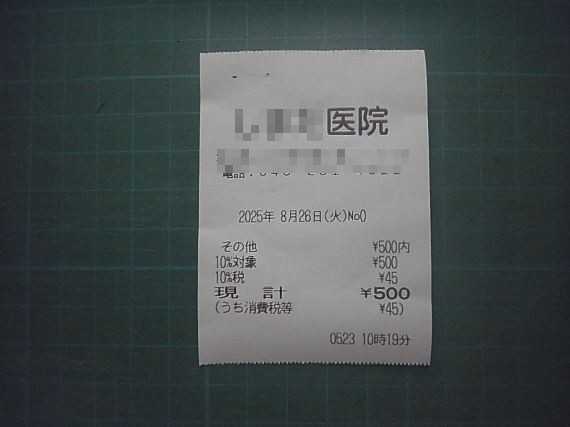 医院
2025年 8月26日(火)No0
その他 ¥500内
10%対象 ¥500
10%税 ¥45
現 計 ¥500
(うち消費税等 ¥45)
0523 10時19分